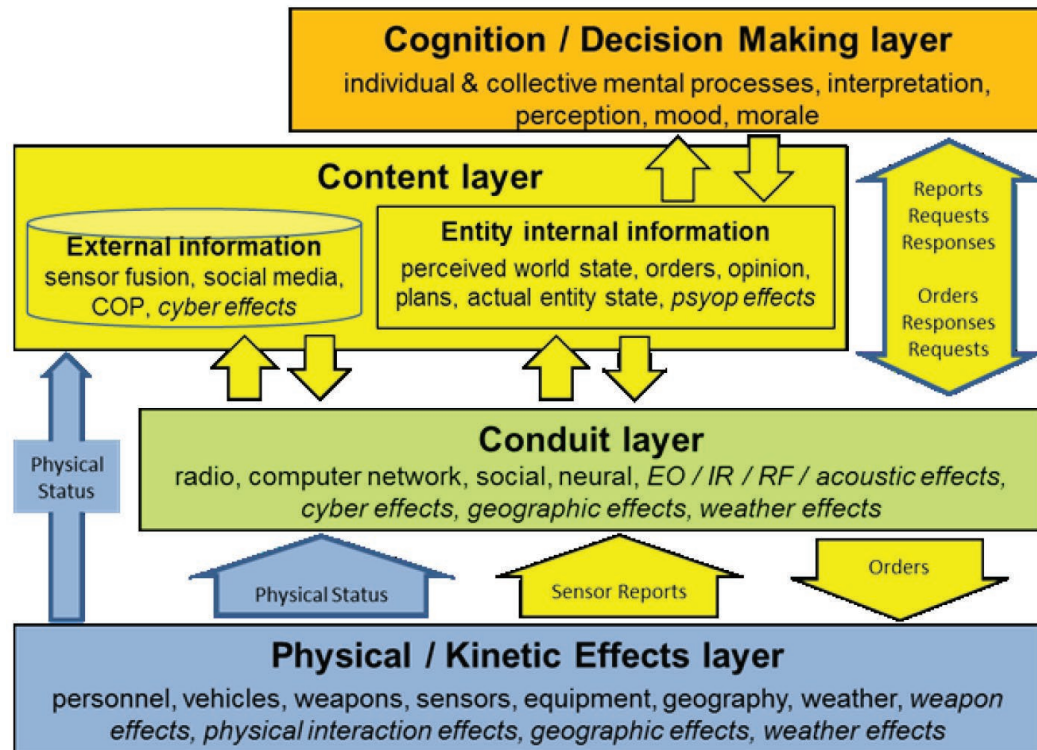 Cognition / Decision Making layer
individual & collective mental processes, interpretation,
perception, mood, morale
Content layer
External information
sensor fusion, social media,
COP, cyber effects
Entity internal information
perceived world state, orders, opinion,
plans, actual entity state, psyop effects
Reports
Requests
Responses
Orders
Responses
Requests
Physical
Status
Conduit layer
radio, computer network, social, neural, EO / IR / RF / acoustic effects,
cyber effects, geographic effects, weather effects
Physical Status
Sensor Reports
Orders
Physical / Kinetic Effects layer
personnel, vehicles, weapons, sensors, equipment, geography, weather, weapon
effects, physical interaction effects, geographic effects, weather effects